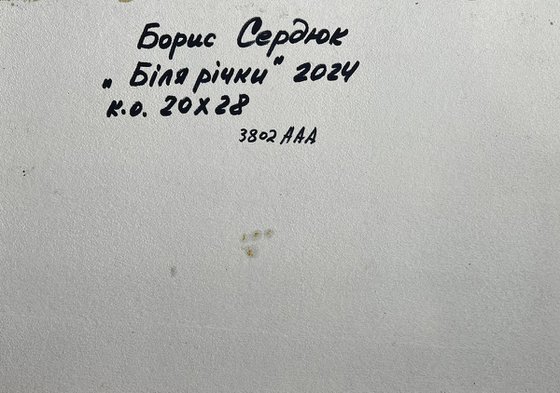 Борис Сердюк
„Біля річки" 2024
к.о. 20х28
3802 ААА